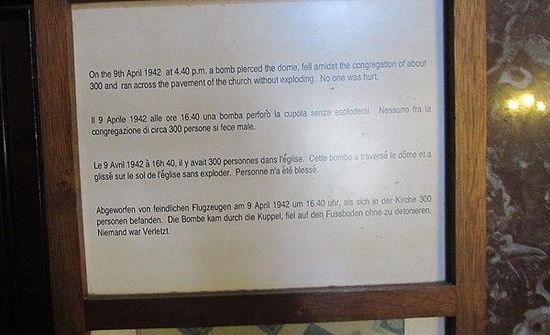 On the 9th April 1942 at 4.40 p.m. a bomb pierced the dome, fell amidst the congregation of about
300 and ran across the pavement of the church without exploding. No one was hurt.
Il 9 Aprile 1942 alle ore 16.40 una bomba perforò la cupola senza esplodersi. Nessuno fra la
congregazione di circa 300 persone si fece male.
Le 9 Avril 1942 à 16h 40, il y avait 300 personnes dans l'église. Cette bombe a traversé le dôme et a
glissé sur le sol de l'église sans exploder. Personne n'a été blessé.
Abgeworfen von feindlichen Flugzeugen am 9 April 1942 um 16.40 uhr, als sich in der Kirche 300
personen befanden. Die Bombe kam durch die Kuppel, fiel auf den Fussboden ohne zu detonieren.
Niemand war Verletzt.